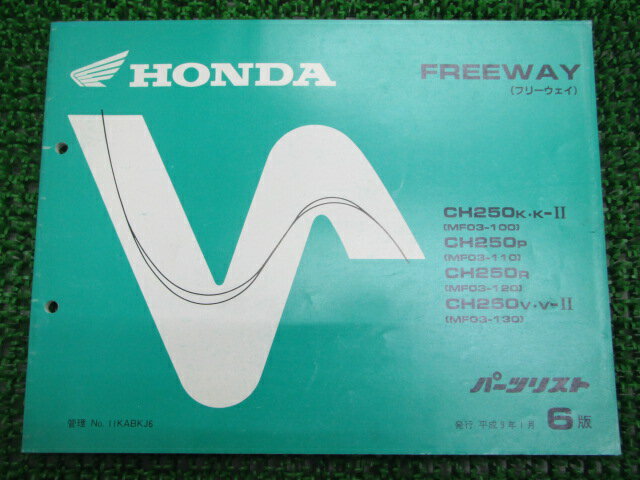 HONDA
FREEWAY
(フリーウェイ)
CH250K・K-II
(MF03-100)
CH250P
(MF03-110)
CH250R
(MF03-120)
CH250V・V-II
(MF03-130)
パーツリスト
管理 No. 11KABKJ6
発行 平成9年1月 6版